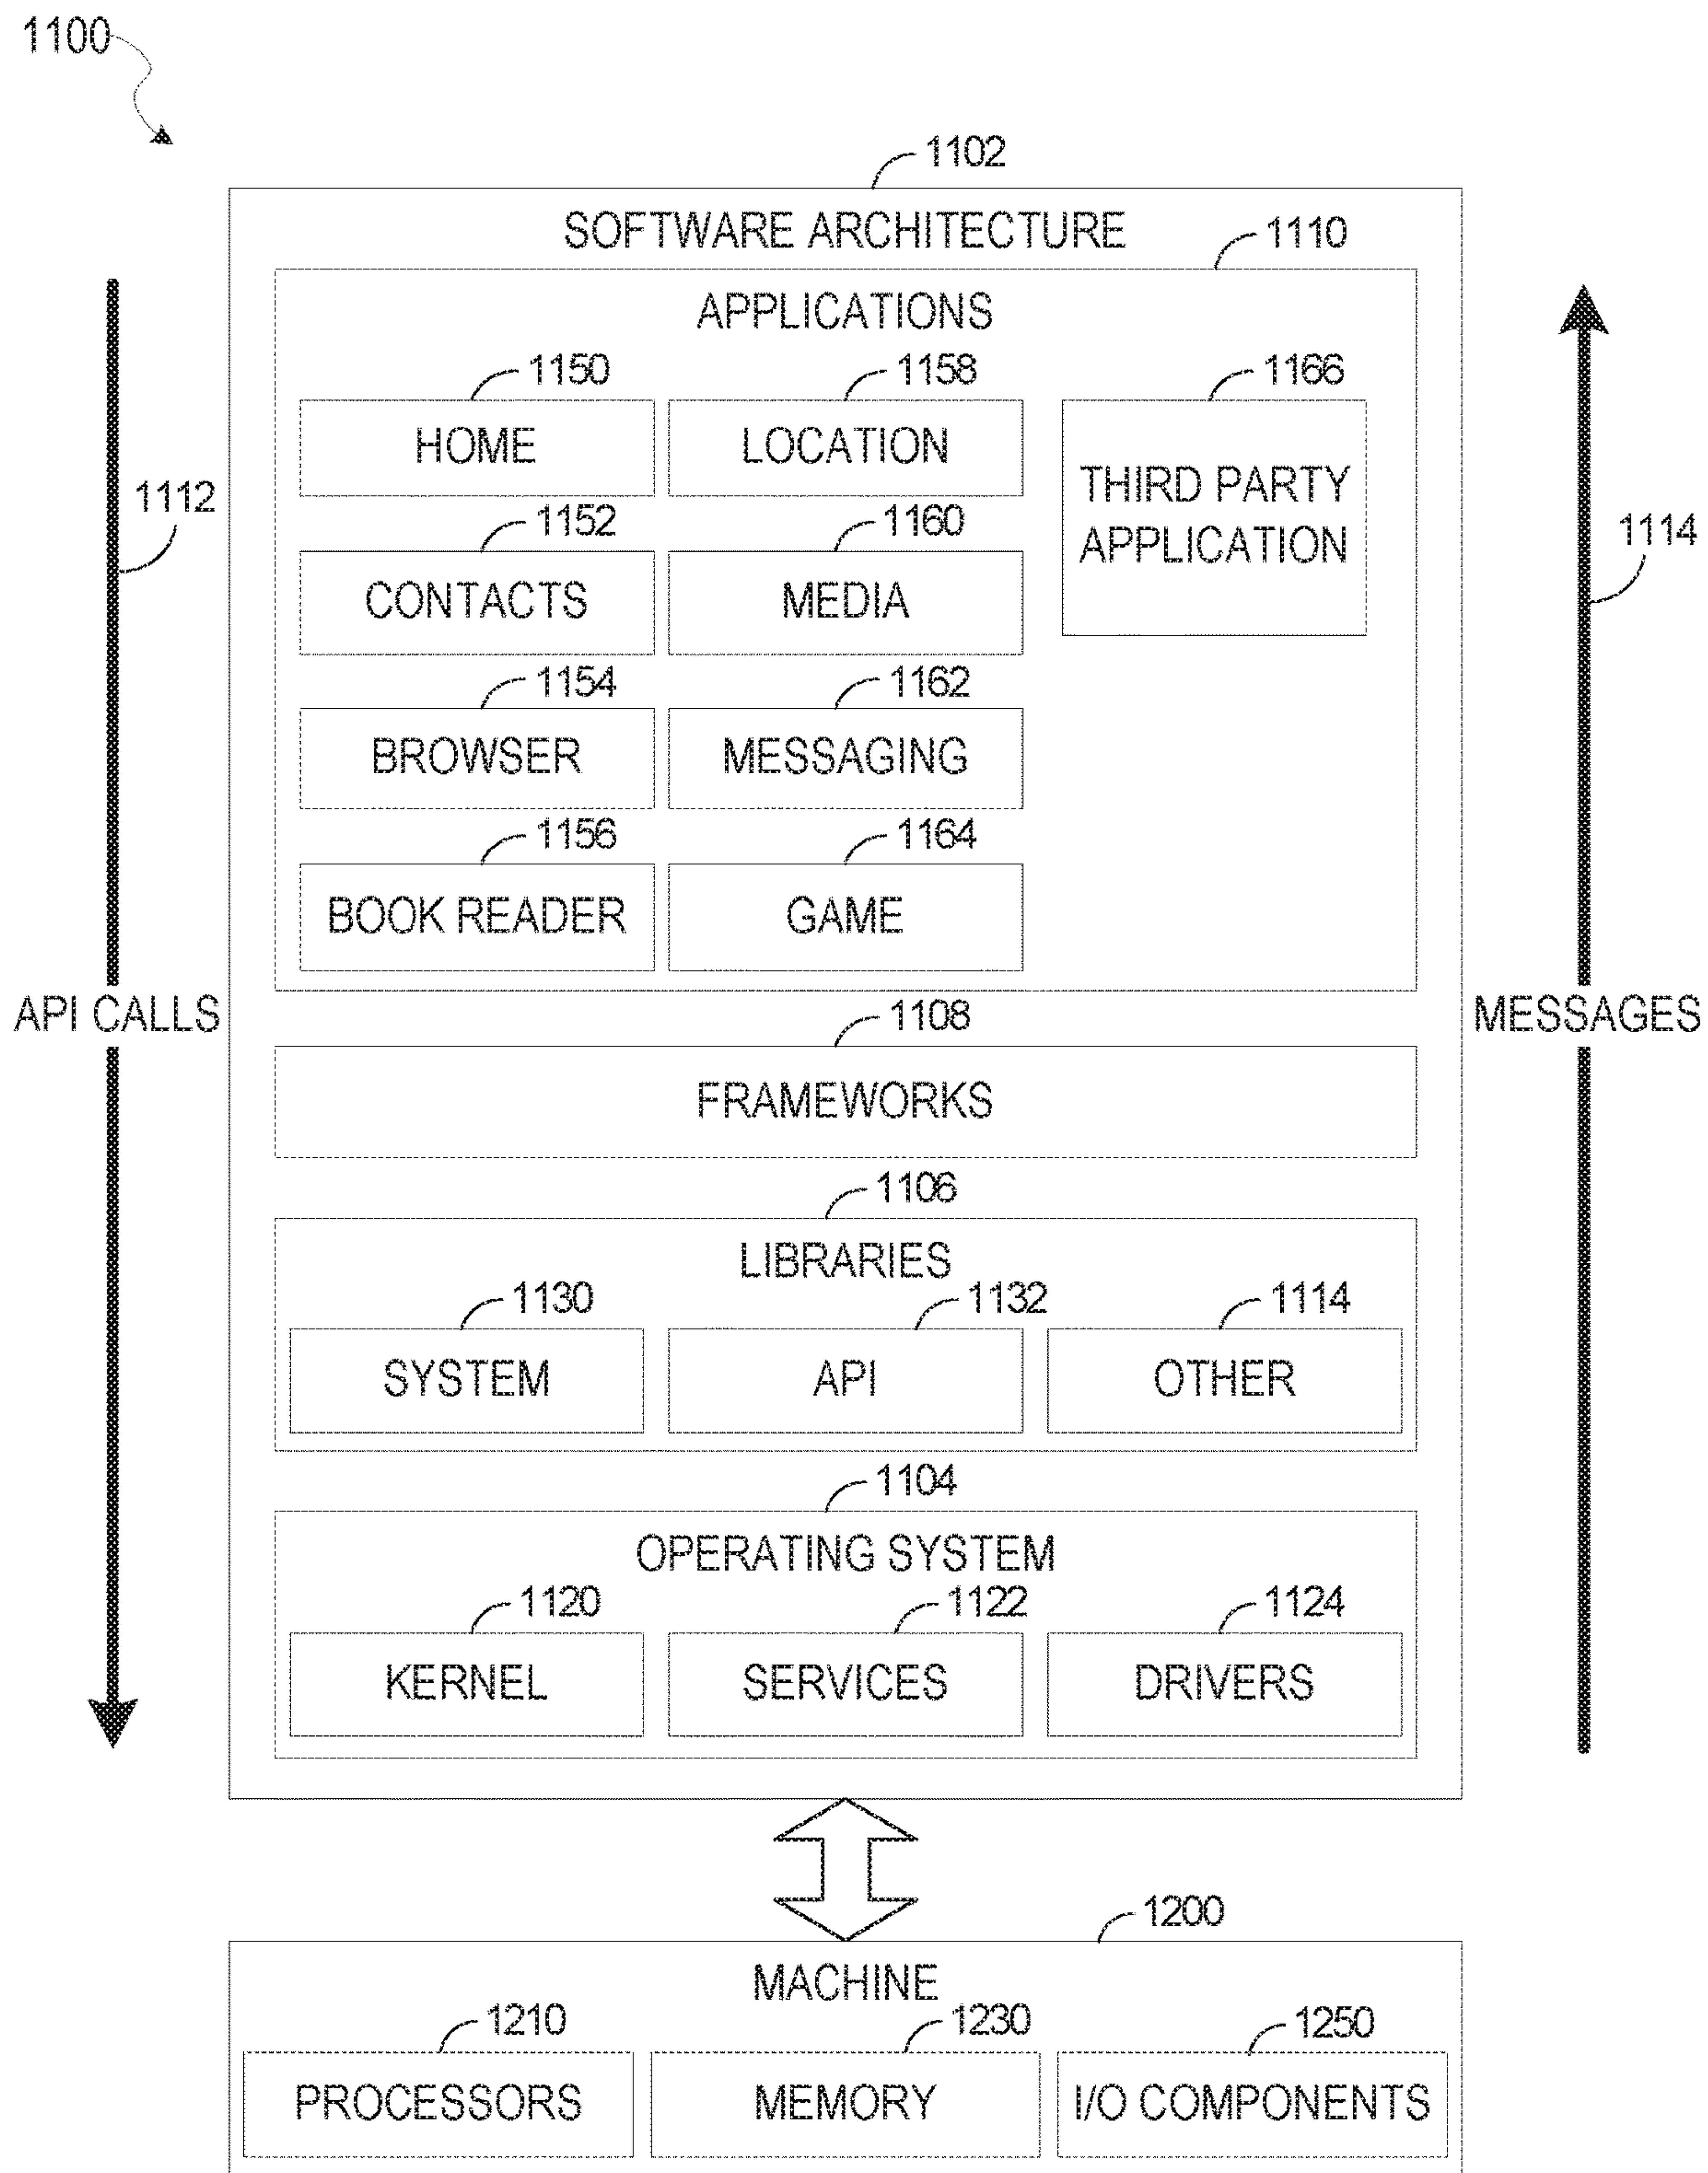 1100
1102
SOFTWARE ARCHITECTURE
1110
APPLICATIONS
1150
1158
1166
HOME
LOCATION
THIRD PARTY
APPLICATION
1112
1114
1152
1160
CONTACTS
MEDIA
1154
1162
BROWSER
MESSAGING
1156
1164
BOOK READER
GAME
API CALLS
MESSAGES
1108
FRAMEWORKS
1106
LIBRARIES
1130
1132
1114
SYSTEM
API
OTHER
1104
OPERATING SYSTEM
1120
1122
1124
KERNEL
SERVICES
DRIVERS
1200
MACHINE
1210
1230
1250
PROCESSORS
MEMORY
I/O COMPONENTS